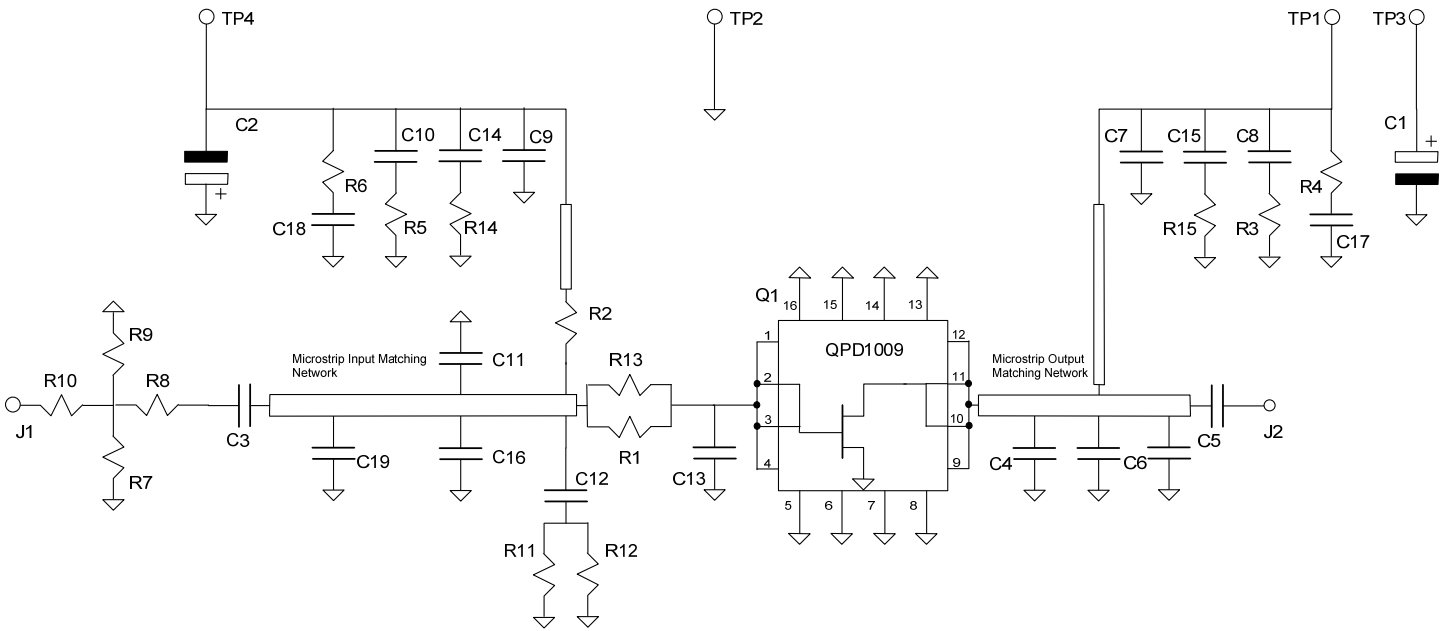 TP4
TP2
TP1
TP3
C2
C10
C14
C9
C7
C15
C8
C1
+
R6
R4
+
C18
R5
R14
R15
R3
C17
Q1
16
15
14
13
R9
R2
1
12
QPD1009
Microstrip Input Matching
Network
C11
R13
Microstrip Output
Matching Network
R10
R8
2
11
J1
C3
3
10
J2
R7
C19
C16
R1
C12
C13
4
9
C4
C6
C5
5
6
7
8
R11
R12